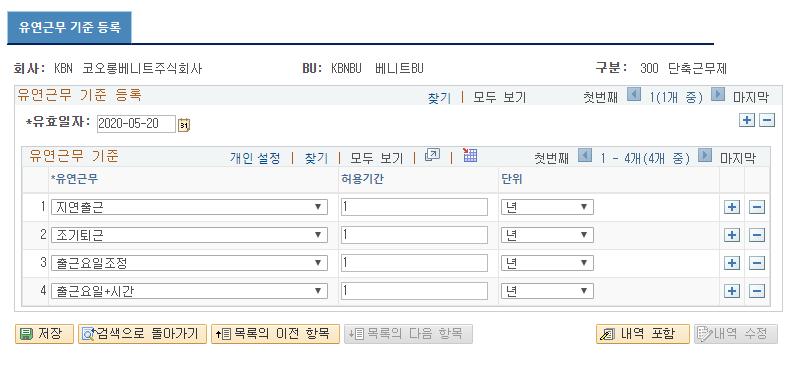 유연근무 기준 등록
회사: KBN 코오롱베니트주식회사 BU: KBNBU 베니트BU 구분: 300 단축근무제
유연근무 기준 등록 찾기 | 모두 보기 첫번째 1(1개 중) 마지막
*유효일자: 2020-05-20 31
유연근무 기준 개인 설정 | 찾기 | 모두 보기 | | 첫번째 1 - 4개(4개 중) 마지막
*유연근무 허용기간 단위
1 지연출근 1 년
2 조기퇴근 1 년
3 출근요일조정 1 년
4 출근요일+시간 1 년
저장 검색으로 돌아가기 목록의 이전 항목 목록의 다음 항목 내역 포함 내역 수정